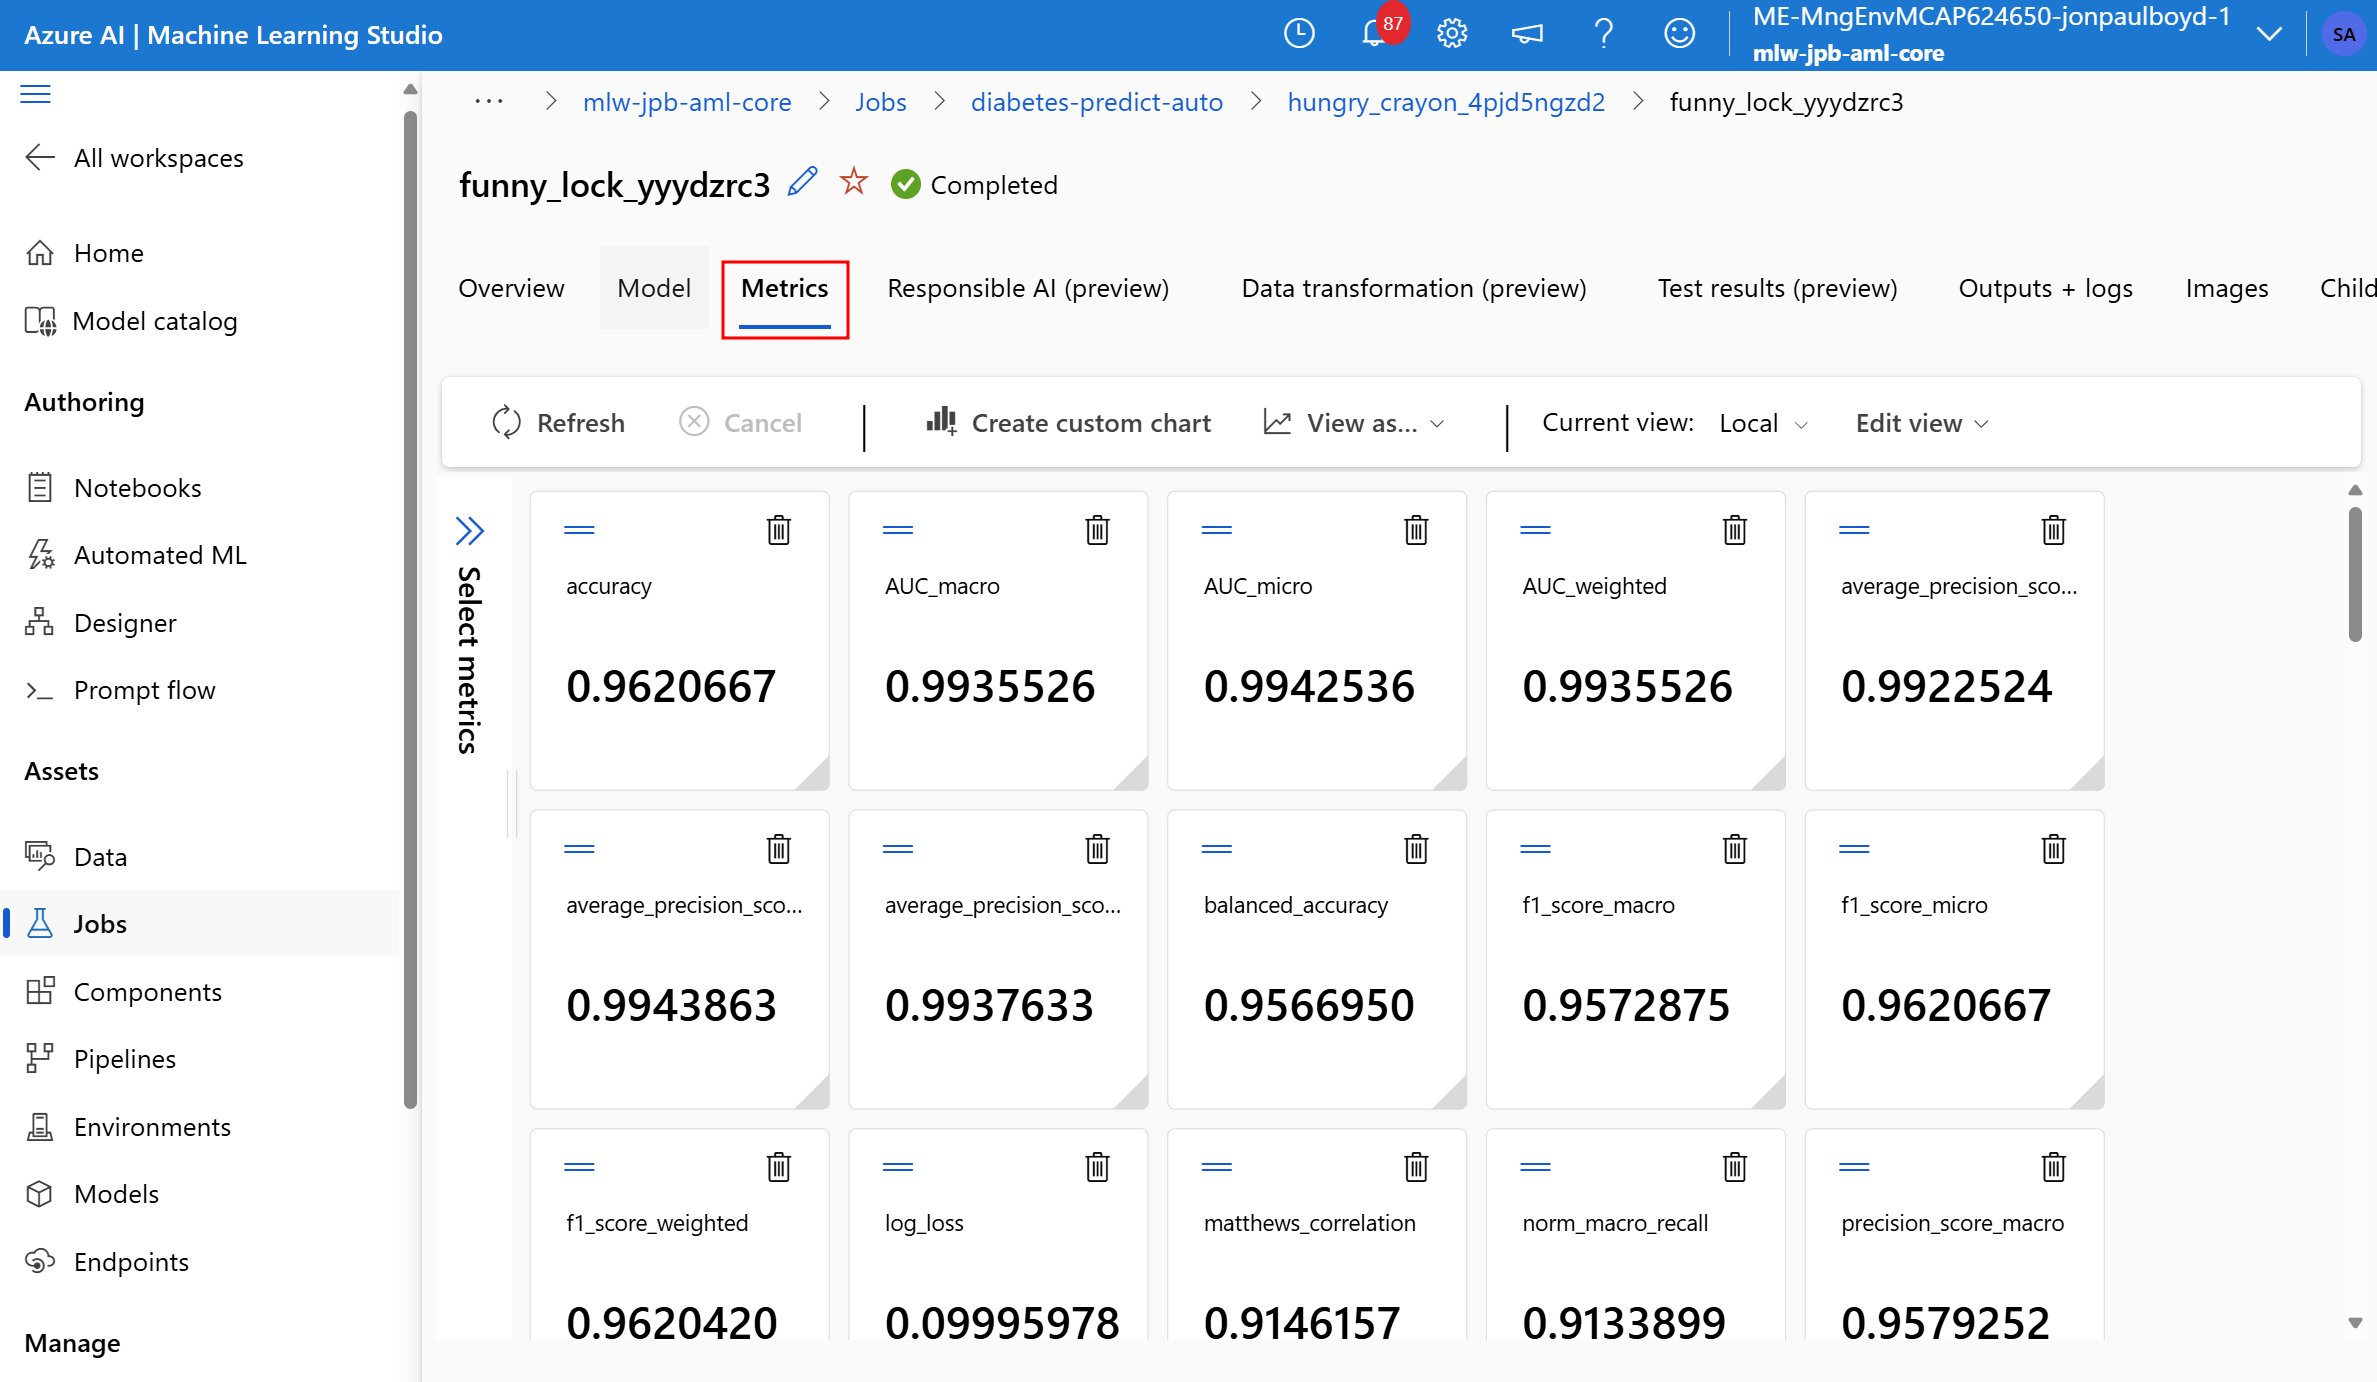 Azure AI | Machine Learning Studio
87
ME-MngEnvMCAP624650-jonpaulboyd-1
mlw-jpb-aml-core
SA
All workspaces
Home
Model catalog
Authoring
Notebooks
Automated ML
Designer
Prompt flow
Assets
Data
Jobs
Components
Pipelines
Environments
Models
Endpoints
Manage
... > mlw-jpb-aml-core > Jobs > diabetes-predict-auto > hungry_crayon_4pjd5ngzd2 > funny_lock_yyydzrc3
funny_lock_yyydzrc3 Completed
Overview Model Metrics Responsible AI (preview) Data transformation (preview) Test results (preview) Outputs + logs Images Child
Refresh Cancel Create custom chart View as... Current view: Local Edit view
Select metrics
accuracy AUC_macro AUC_micro AUC_weighted average_precision_sco...
0.9620667 0.9935526 0.9942536 0.9935526 0.9922524
average_precision_sco... average_precision_sco... balanced_accuracy f1_score_macro f1_score_micro
0.9943863 0.9937633 0.9566950 0.9572875 0.9620667
f1_score_weighted log_loss matthews_correlation norm_macro_recall precision_score_macro
0.9620420 0.09995978 0.9146157 0.9133899 0.9579252